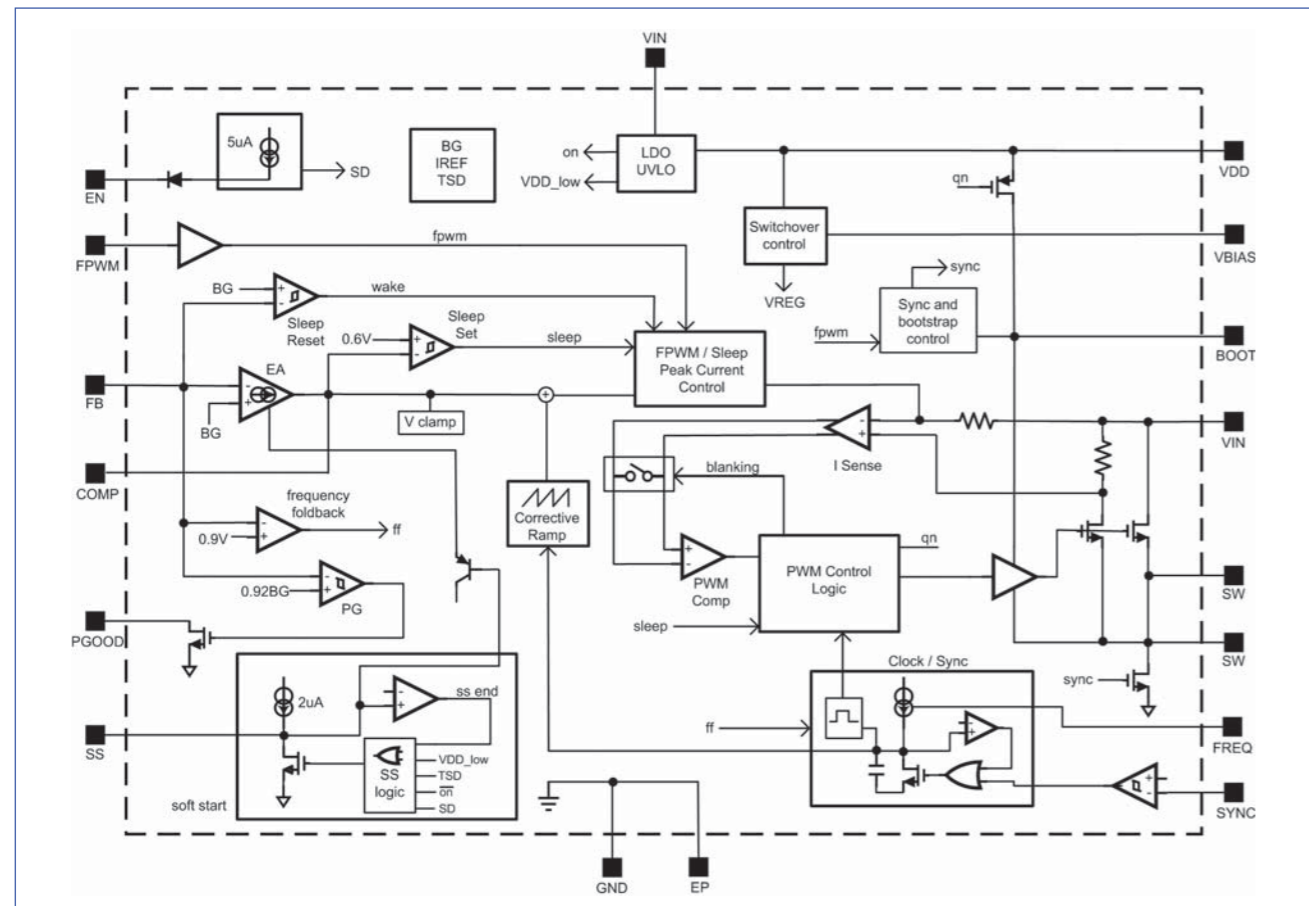 VIN
5uA
SD
EN
BG
IREF
TSD
on
VDD_low
LDO
UVLO
VDD
qn
FPWM
fpwm
Switchover
control
VBIAS
VREG
sync
Sync and
bootstrap
control
fpwm
BOOT
BG
+
-
wake
Sleep
Reset
0.6V
+
-
Sleep
Set
sleep
FPWM / Sleep
Peak Current
Control
FB
EA
-
+
BG
V clamp
+
-
+
I Sense
VIN
COMP
blanking
frequency
foldback
-
+
0.9V
ff
Corrective
Ramp
+
-
PWM
Comp
PWM Control
Logic
qn
SW
-
+
0.92BG
PG
PGOOD
sleep
SW
Clock / Sync
sync
2uA
-
+
ss end
SS
ff
-
+
FREQ
SS
logic
VDD_low
TSD
on
SD
soft start
+
-
SYNC
GND
EP